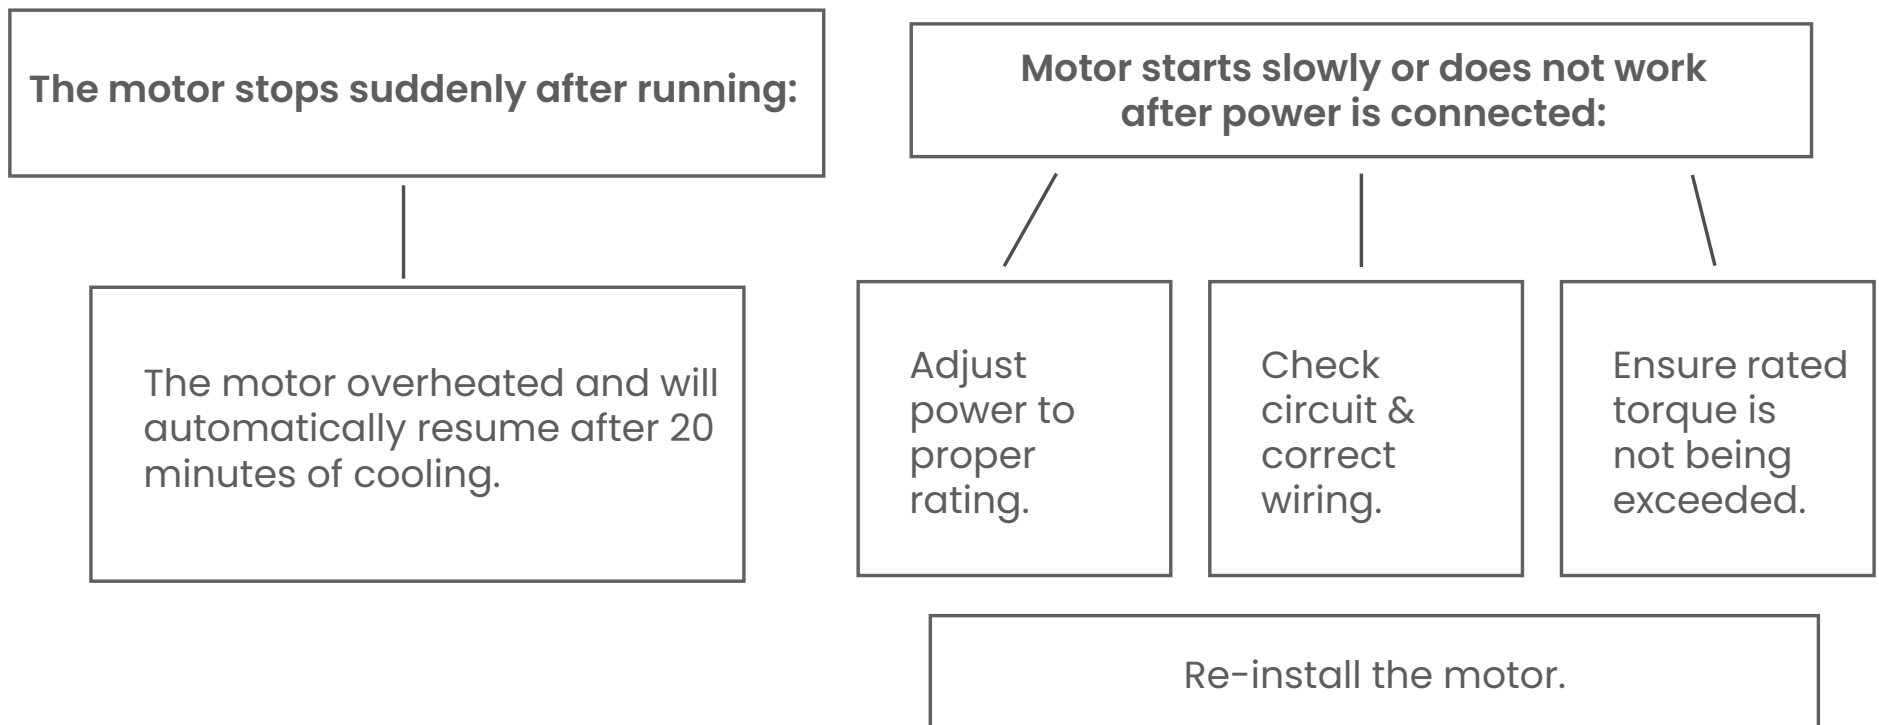 The motor stops suddenly after running:
The motor overheated and will
automatically resume after 20
minutes of cooling.
Motor starts slowly or does not work
after power is connected:
Adjust
power to
proper
rating.
Check
circuit &
correct
wiring.
Ensure rated
torque is
not being
exceeded.
Re-install the motor.